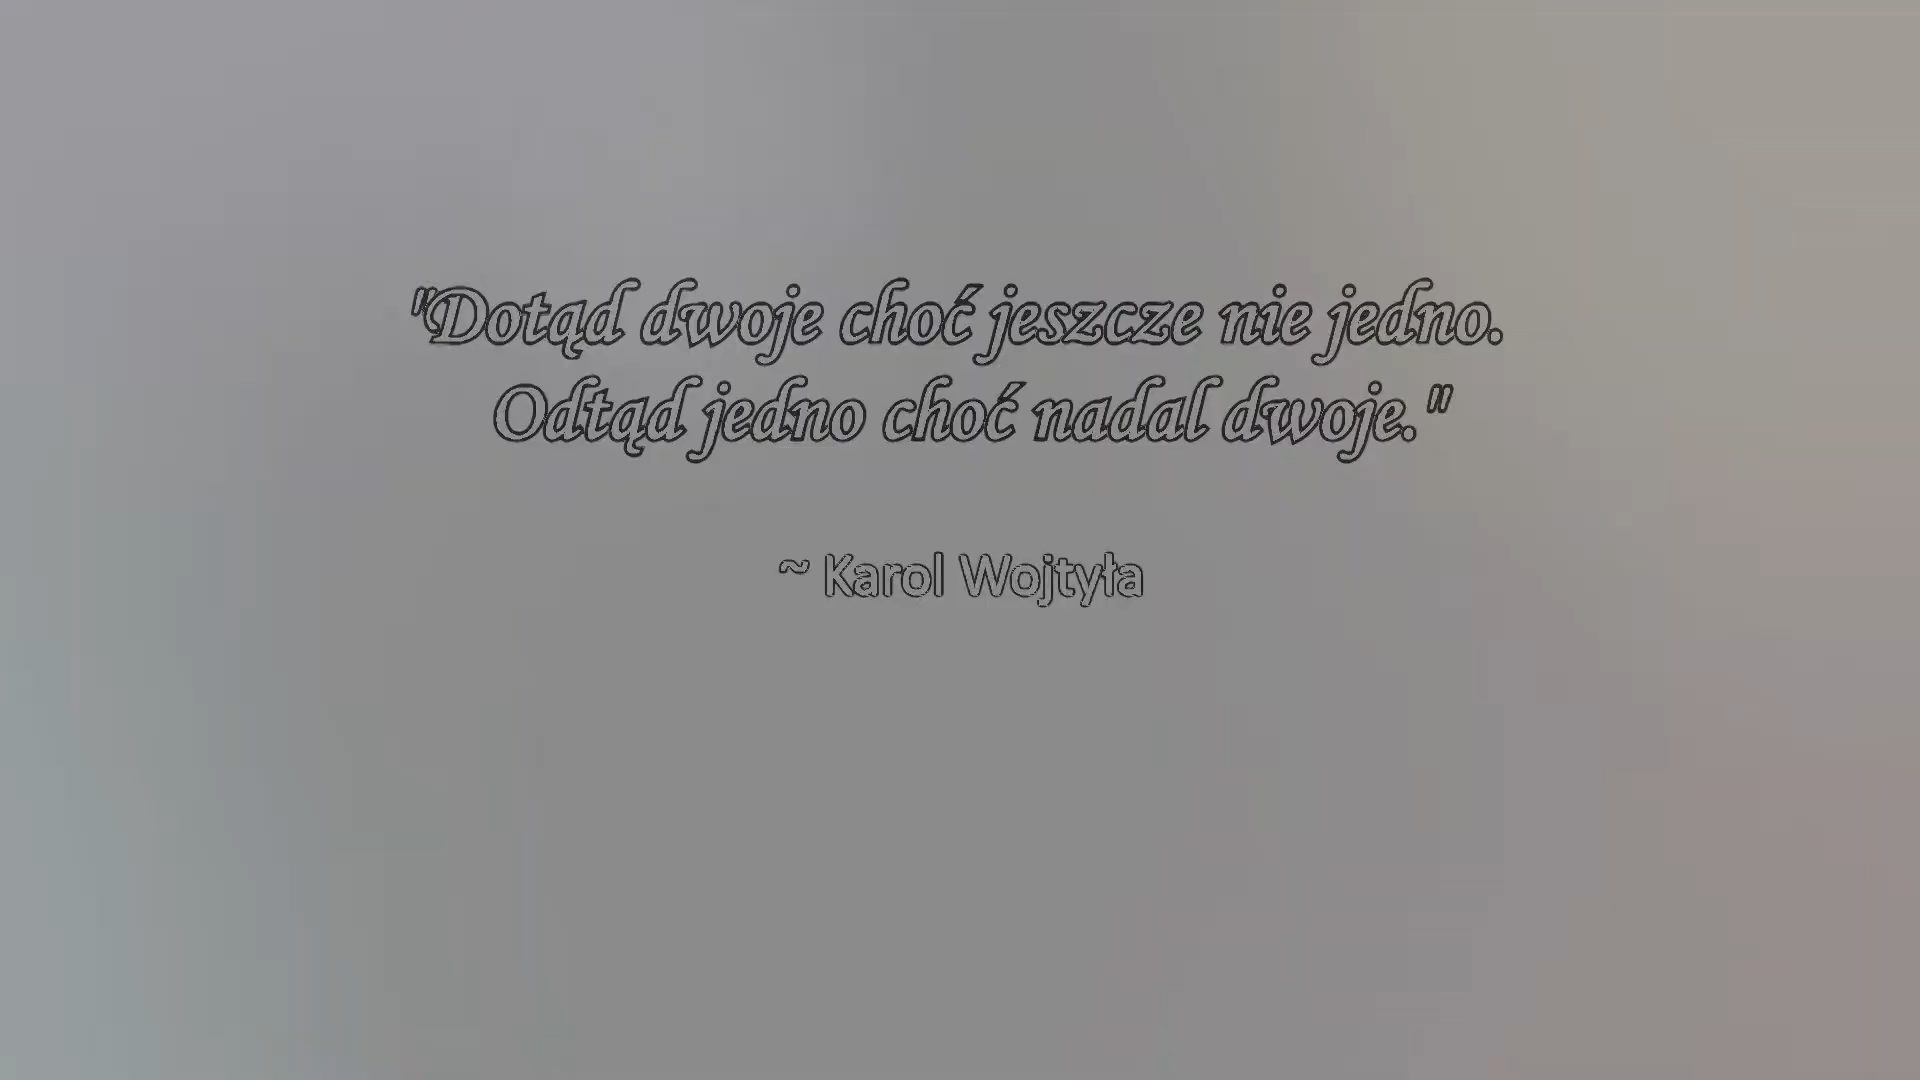 "Dotąd dwoje choć jeszcze nie jedno.
Odtąd jedno choć nadal dwoje."
~ Karol Wojtyła